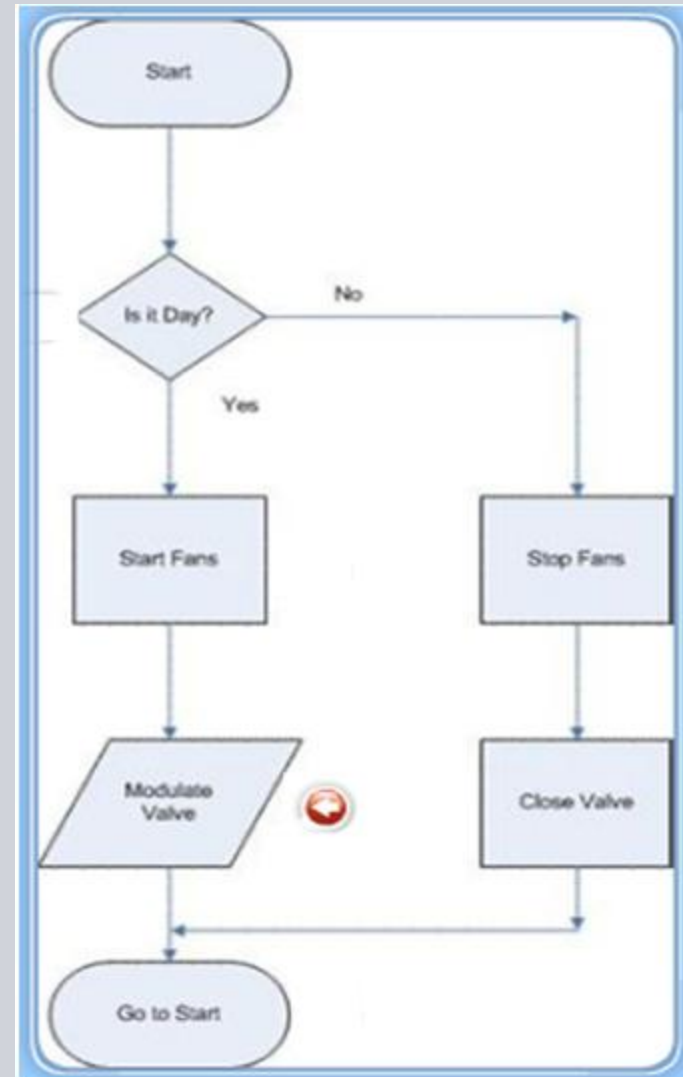 Start
Is it Day?
No
Yes
Start Fans
Stop Fans
Modulate
Valve
Close Valve
Go to Start